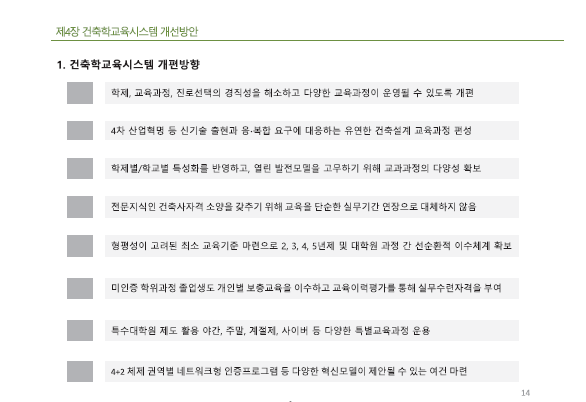 제4장 건축학교육시스템 개선방안
1. 건축학교육시스템 개편방향
학제, 교육과정, 진로선택의 경직성을 해소하고 다양한 교육과정이 운영될 수 있도록 개편
4차 산업혁명 등 신기술 출현과 융·복합 요구에 대응하는 유연한 건축설계 교육과정 편성
학제별/학교별 특성화를 반영하고, 열린 발전모델을 고무하기 위해 교과과정의 다양성 확보
전문지식인 건축사자격 소양을 갖추기 위해 교육을 단순한 실무기간 연장으로 대체하지 않음
형평성이 고려된 최소 교육기준 마련으로 2, 3, 4, 5년제 및 대학원 과정 간 선순환적 이수체계 확보
미인증 학위과정 졸업생도 개인별 보충교육을 이수하고 교육이력평가를 통해 실무수련자격을 부여
특수대학원 제도 활용 야간, 주말, 계절제, 사이버 등 다양한 특별교육과정 운용
4+2 체제 권역별 네트워크형 인증프로그램 등 다양한 혁신모델이 제안될 수 있는 여건 마련
14